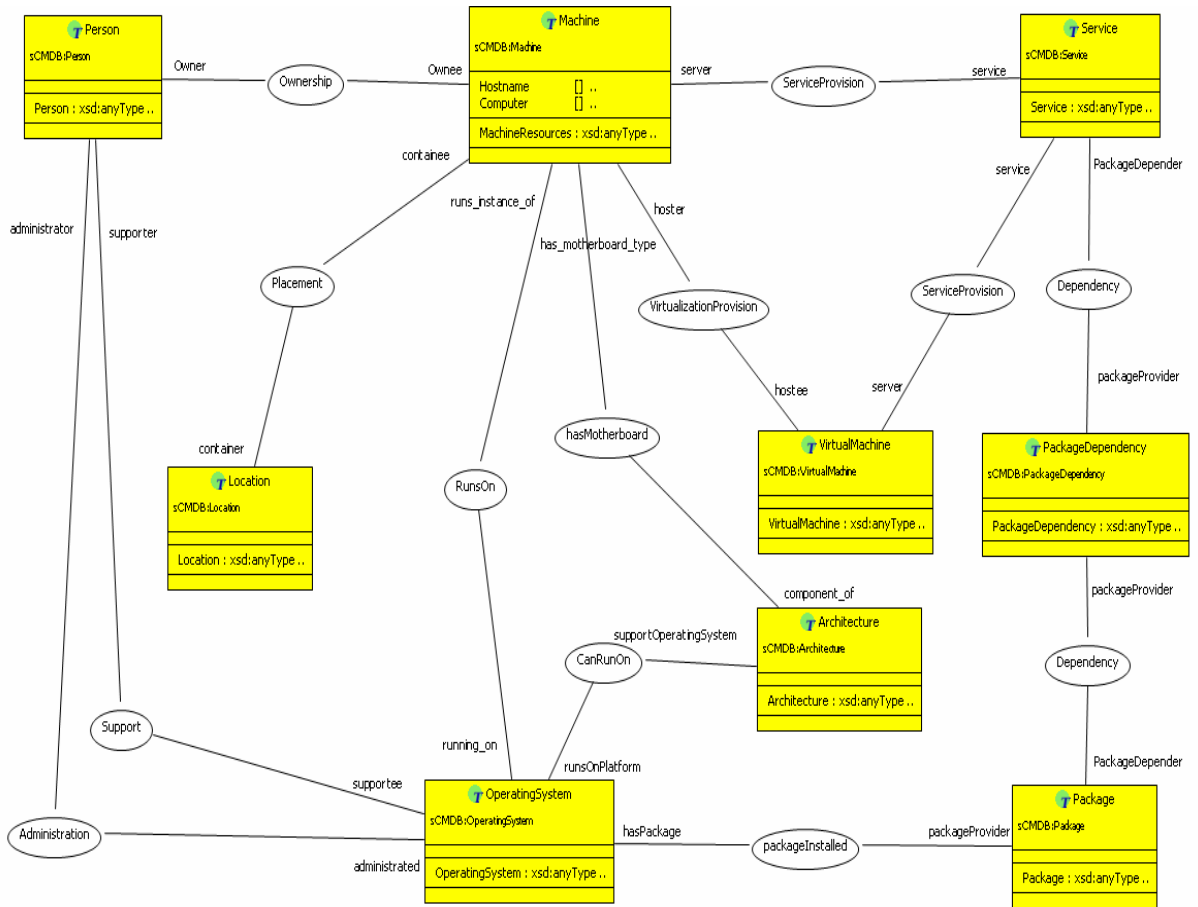 T Person
sCMDB:Person
Person : xsd:anyType ..
Owner
Ownership
Ownee
T Machine
sCMDB:Machine
Hostname [] ..
Computer [] ..
MachineResources : xsd:anyType ..
server
ServiceProvision
service
T Service
sCMDB:Service
Service : xsd:anyType ..
administrator
supporter
containee
runs_instance_of
has_motherboard_type
hoster
service
PackageDepender
Placement
VirtualizationProvision
ServiceProvision
Dependency
container
hasMotherboard
hostee
server
packageProvider
T Location
sCMDB:Location
Location : xsd:anyType ..
RunsOn
T VirtualMachine
sCMDB:VirtualMachine
VirtualMachine : xsd:anyType ..
T PackageDependency
sCMDB:PackageDependency
PackageDependency : xsd:anyType ..
component_of
packageProvider
supportOperatingSystem
CanRunOn
T Architecture
sCMDB:Architecture
Architecture : xsd:anyType ..
Dependency
Support
running_on
runsOnPlatform
PackageDepender
supportee
Administration
administrated
T OperatingSystem
sCMDB:OperatingSystem
OperatingSystem : xsd:anyType ..
hasPackage
packageInstalled
packageProvider
T Package
sCMDB:Package
Package : xsd:anyType ..